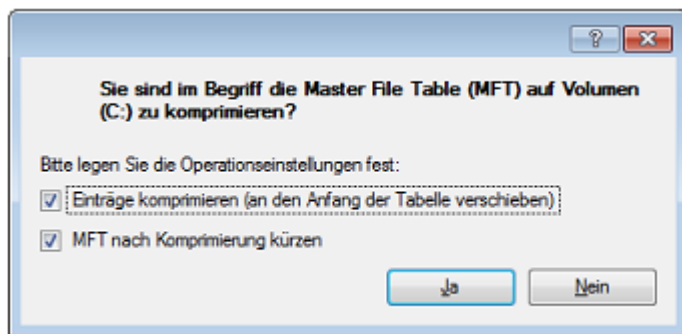 ?
Sie sind im Begriff die Master File Table (MFT) auf Volumen
(C:) zu komprimieren?
Bitte legen Sie die Operationseinstellungen fest:
Einträge komprimieren (an den Anfang der Tabelle verschieben)
MFT nach Komprimierung kürzen
Ja Nein